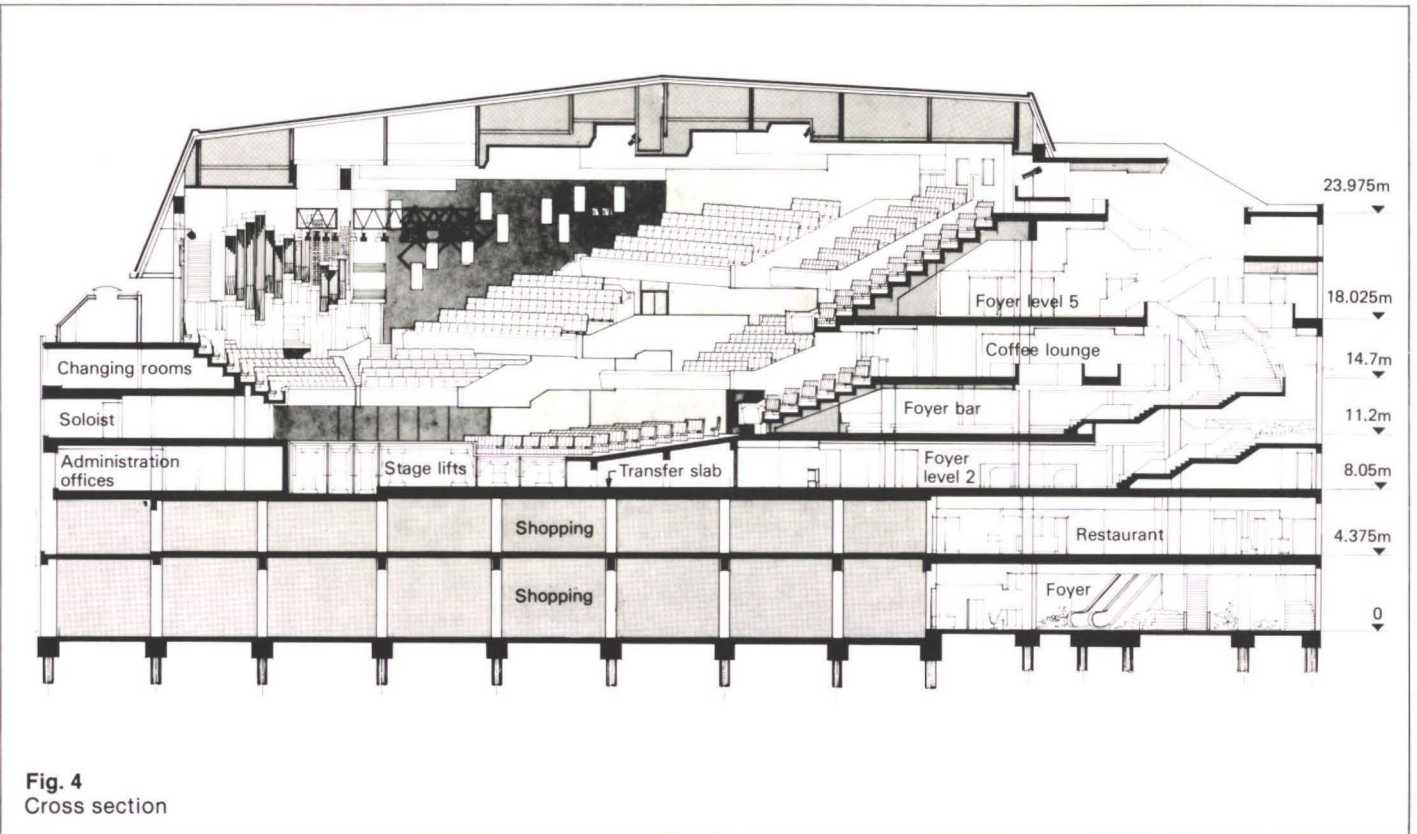 23.975m
Foyer level 5
18.025m
Coffee lounge
14.7m
Changing rooms
Foyer bar
Soloist
11.2m
Administration
offices
Stage lifts
Transfer slab
Foyer
level 2
8.05m
Shopping
Restaurant
4.375m
Shopping
Foyer
0
Fig. 4
Cross section